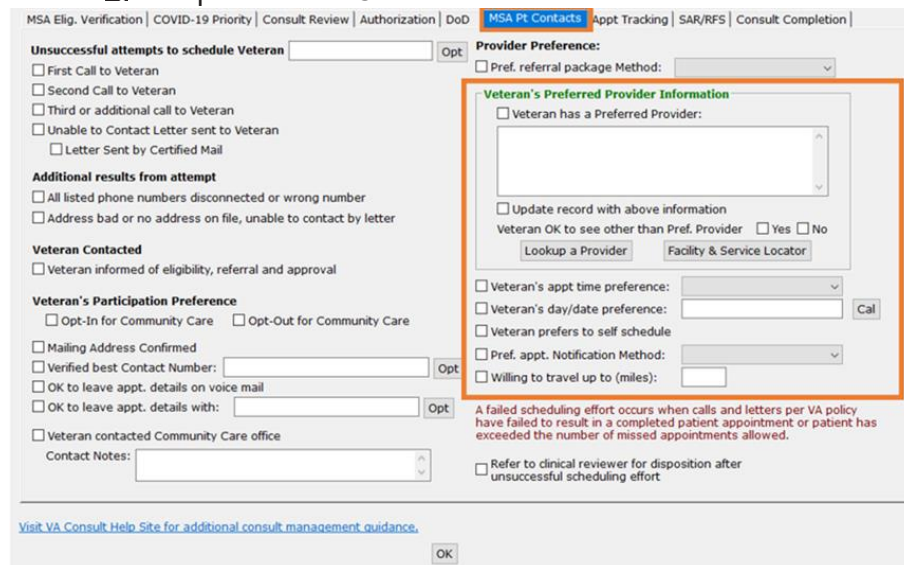 MSA Elig. Verification | COVID-19 Priority | Consult Review | Authorization | DoD | MSA Pt Contacts | Appt Tracking | SAR/RFS | Consult Completion |
Unsuccessful attempts to schedule Veteran Opt
First Call to Veteran
Second Call to Veteran
Third or additional call to Veteran
Unable to Contact Letter sent to Veteran
Letter Sent by Certified Mail
Additional results from attempt
All listed phone numbers disconnected or wrong number
Address bad or no address on file, unable to contact by letter
Veteran Contacted
Veteran informed of eligibility, referral and approval
Veteran's Participation Preference
Opt-In for Community Care Opt-Out for Community Care
Mailing Address Confirmed
Verified best Contact Number: Opt
OK to leave appt. details on voice mail
OK to leave appt. details with: Opt
Veteran contacted Community Care office
Contact Notes:
Provider Preference:
Pref. referral package Method:
Veteran's Preferred Provider Information
Veteran has a Preferred Provider:
Update record with above information
Veteran OK to see other than Pref. Provider Yes No
Lookup a Provider Facility & Service Locator
Veteran's appt time preference:
Veteran's day/date preference: Cal
Veteran prefers to self schedule
Pref. appt. Notification Method:
Willing to travel up to (miles):
A failed scheduling effort occurs when calls and letters per VA policy
have failed to result in a completed patient appointment or patient has
exceeded the number of missed appointments allowed.
Refer to clinical reviewer for disposition after
unsuccessful scheduling effort
Visit VA Consult Help Site for additional consult management guidance.
OK